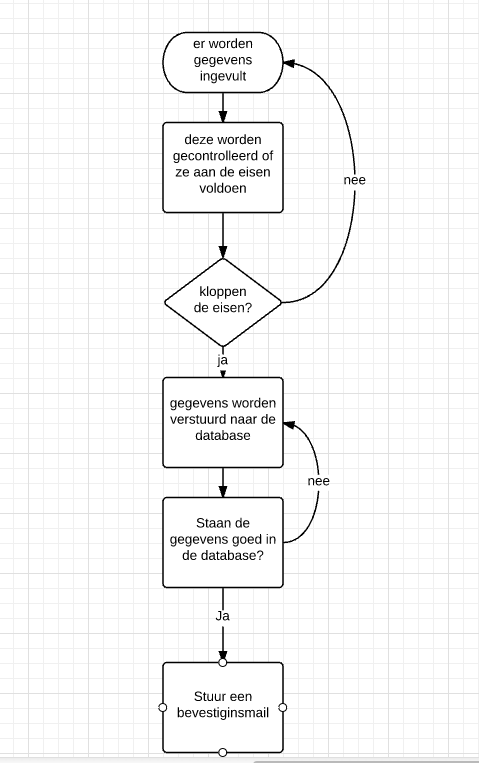 er worden
gegevens
ingevult
deze worden
gecontrolleerd of
ze aan de eisen
voldoen
nee
kloppen
de eisen?
ja
gegevens worden
verstuurd naar de
database
nee
Staan de
gegevens goed in
de database?
Ja
Stuur een
bevestiginsmail